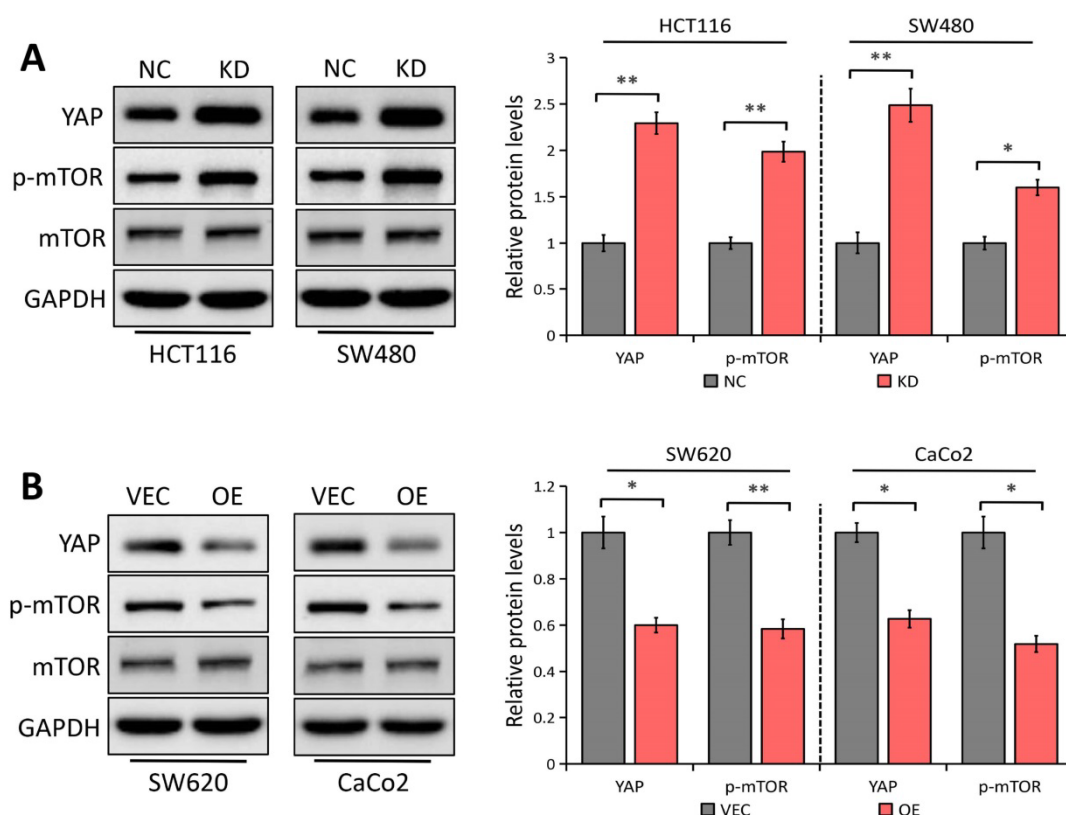 A
NC KD NC KD
YAP
p-mTOR
mTOR
GAPDH
HCT116 SW480
HCT116 SW480
Relative protein levels
3
2.5
2
1.5
1
0.5
0
** ** ** *
YAP p-mTOR YAP p-mTOR
NC KD
B
VEC OE VEC OE
YAP
p-mTOR
mTOR
GAPDH
SW620 CaCo2
SW620 CaCo2
Relative protein levels
1.2
1
0.8
0.6
0.4
0.2
0
* ** * *
YAP p-mTOR YAP p-mTOR
VEC OE